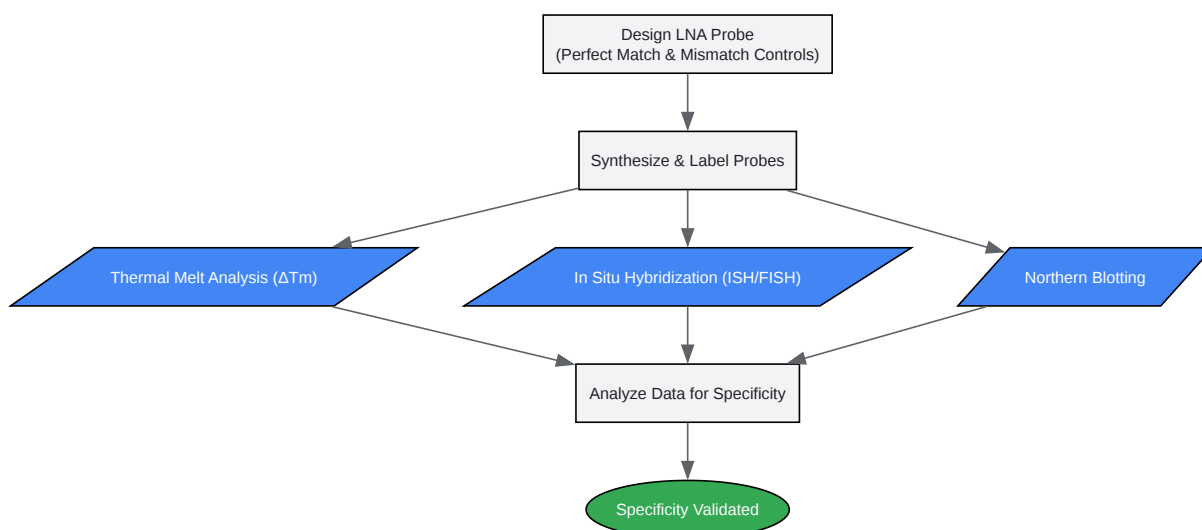 Design LNA Probe
(Perfect Match & Mismatch Controls)
Synthesize & Label Probes
Thermal Melt Analysis (ΔTm)
In Situ Hybridization (ISH/FISH)
Northern Blotting
Analyze Data for Specificity
Specificity Validated